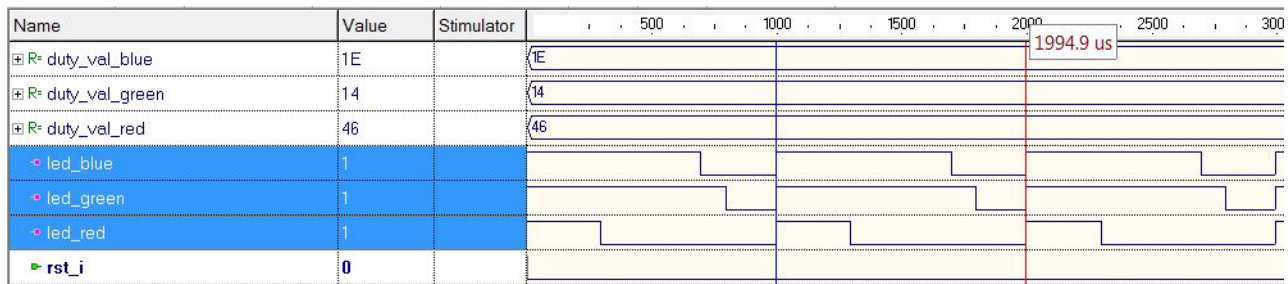 Name Value Stimulator 500 1000 1500 2000 2500 300
1994.9 us
R= duty_val_blue 1E 1E
R= duty_val_green 14 14
R= duty_val_red 46 46
led_blue 1
led_green 1
led_red 1
rst_i 0